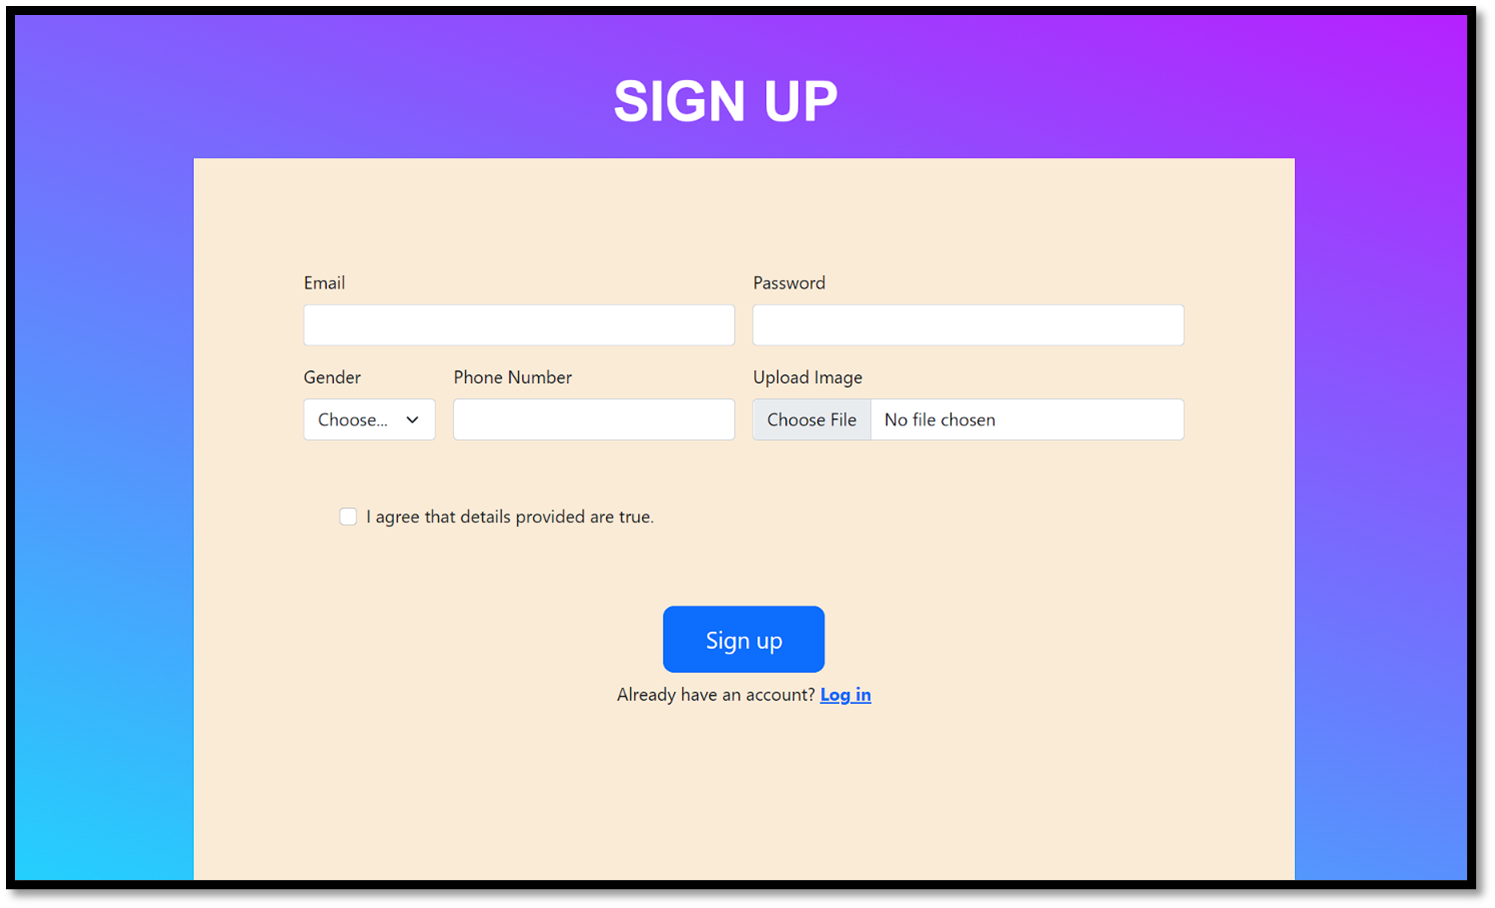 SIGN UP
Email Password
Gender Phone Number Upload Image
Choose... Choose File No file chosen
I agree that details provided are true.
Sign up
Already have an account? Log in